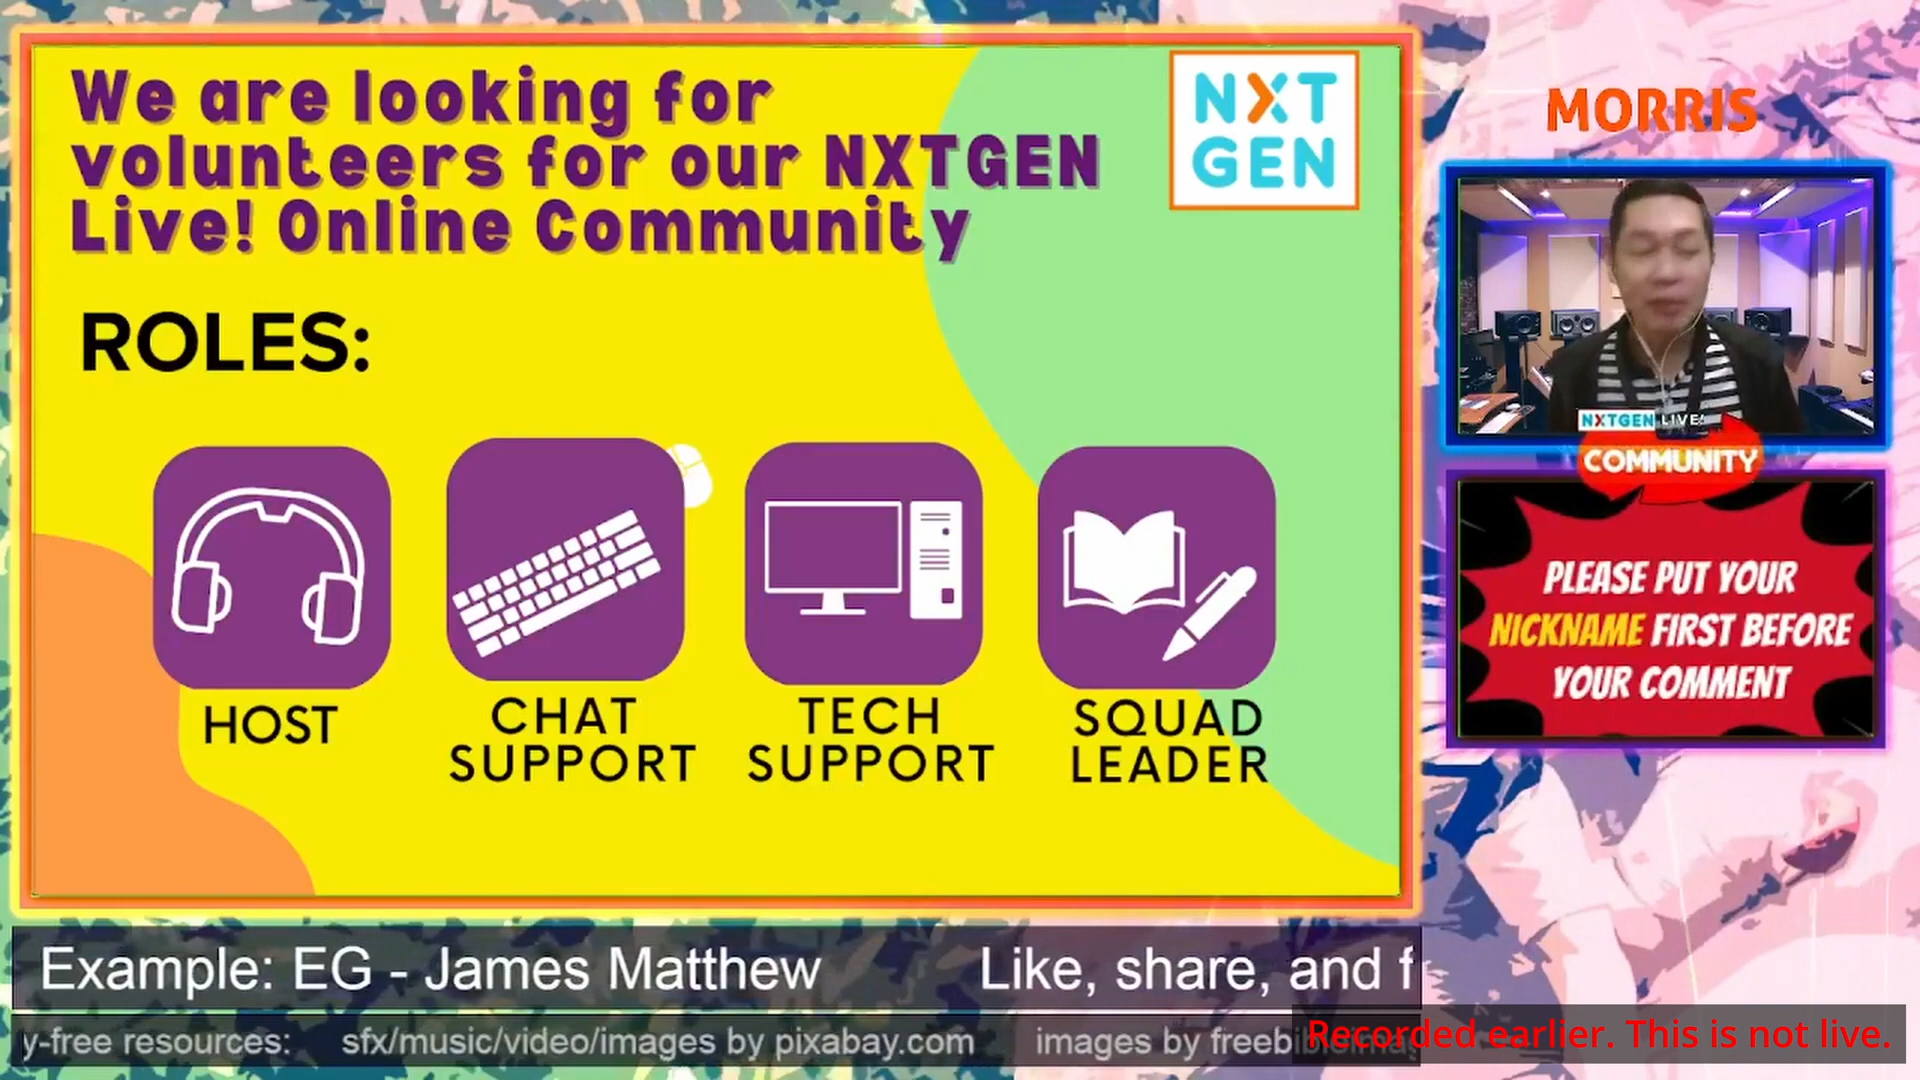 We are looking for
volunteers for our NXTGEN
Live! Online Community
NXT
GEN
ROLES:
HOST
CHAT
SUPPORT
TECH
SUPPORT
SQUAD
LEADER
MORRIS
NXTGEN LIVE!
COMMUNITY
PLEASE PUT YOUR
NICKNAME FIRST BEFORE
YOUR COMMENT
Example: EG - James Matthew Like, share, and f
y-free resources: sfx/music/video/images by pixabay.com images by
Recorded earlier. This is not live.